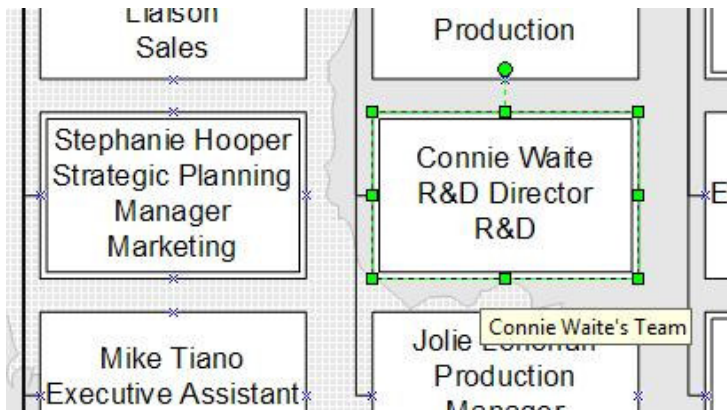 Liaison
Sales
Production
Stephanie Hooper
Strategic Planning
Manager
Marketing
Connie Waite
R&D Director
R&D
Mike Tiano
Executive Assistant
Connie Waite's Team
Jolie
Production
Manager
E